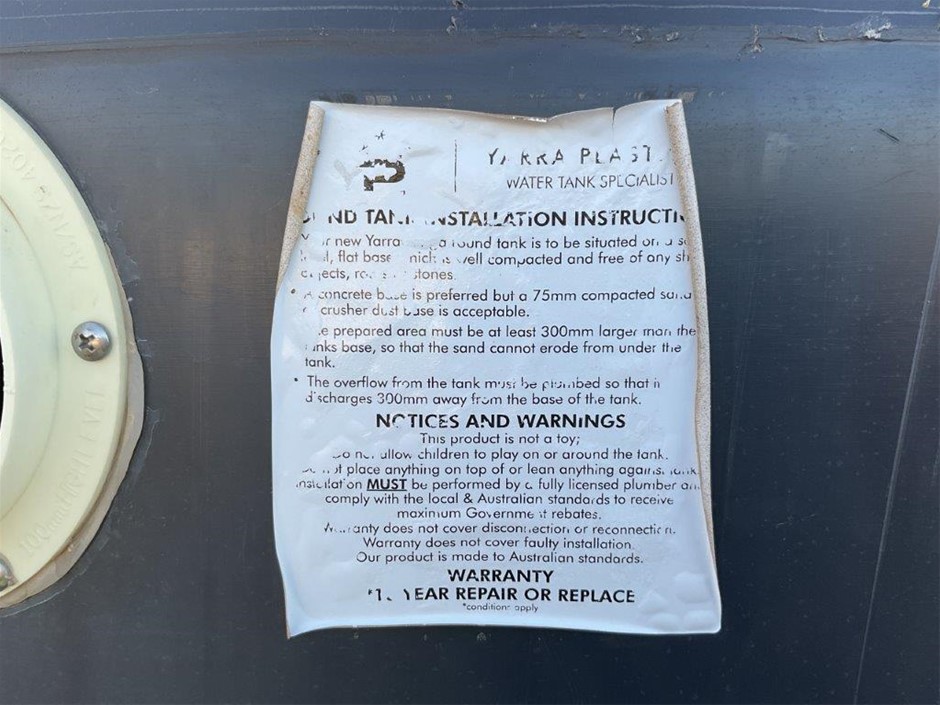 YARRA PLAST
WATER TANK SPECIALIST
TANK INSTALLATION INSTRUCTI
new Yarra round tank is to be situated on a
flat base which is well compacted and free of any
stones.
• A concrete base is preferred but a 75mm compacted sand
crusher dust base is acceptable.
prepared area must be at least 300mm larger than the
base, so that the sand cannot erode from under the
tank.
• The overflow from the tank must be plumbed so that it
discharges 300mm away from the base of the tank.
NOTICES AND WARNINGS
This product is not a toy;
Do not allow children to play on or around the tank.
Do not place anything on top of or lean anything against tank
Installation MUST be performed by a fully licensed plumber
comply with the local & Australian standards to receive
maximum Government rebates.
Warranty does not cover disconnection or reconnection.
Warranty does not cover faulty installation.
Our product is made to Australian standards.
WARRANTY
YEAR REPAIR OR REPLACE
*conditions apply
100mm